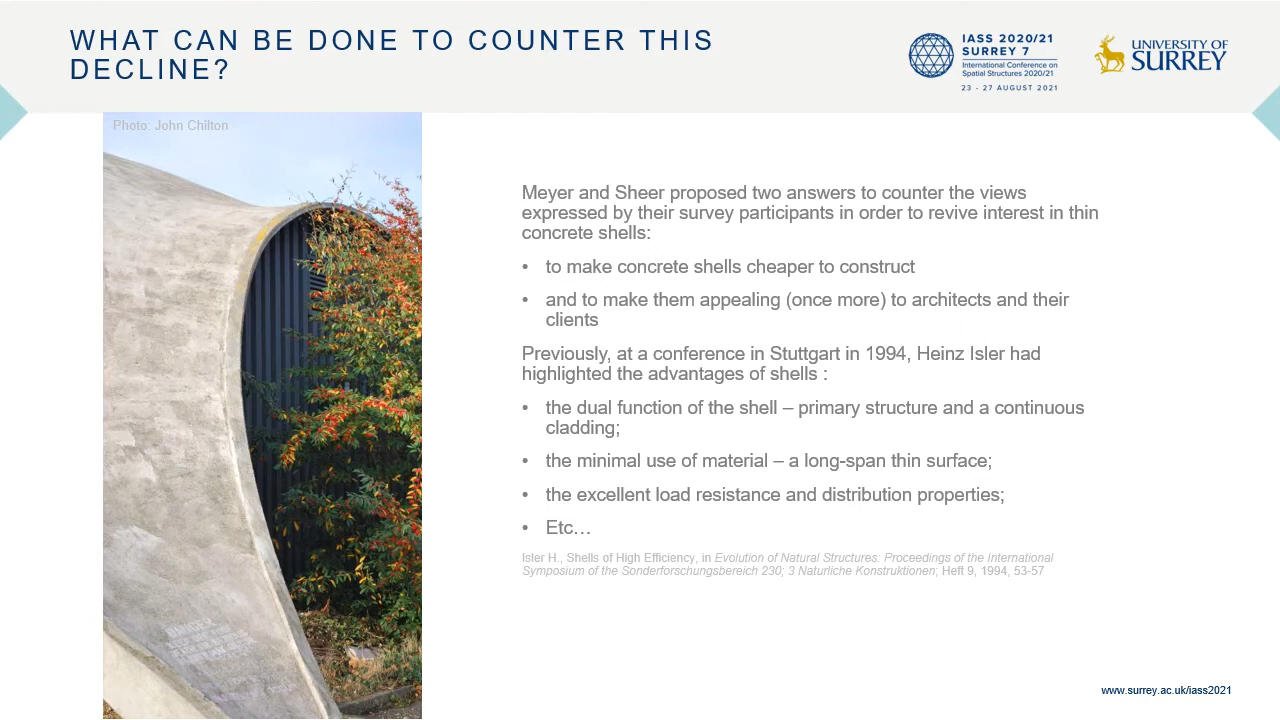 WHAT CAN BE DONE TO COUNTER THIS
DECLINE?
IASS 2020/21
SURREY 7
International Conference on
Spatial Structures 2020/21
23 - 27 AUGUST 2021
UNIVERSITY OF
SURREY
Photo: John Chilton
Meyer and Sheer proposed two answers to counter the views
expressed by their survey participants in order to revive interest in thin
concrete shells:
• to make concrete shells cheaper to construct
• and to make them appealing (once more) to architects and their
clients
Previously, at a conference in Stuttgart in 1994, Heinz Isler had
highlighted the advantages of shells :
• the dual function of the shell – primary structure and a continuous
cladding;
• the minimal use of material – a long-span thin surface;
• the excellent load resistance and distribution properties;
• Etc…
Isler H., Shells of High Efficiency, in Evolution of Natural Structures: Proceedings of the International
Symposium of the Sonderforschungsbereich 230; 3 Naturliche Konstruktionen; Heft 9, 1994, 53-57
www.surrey.ac.uk/iass2021